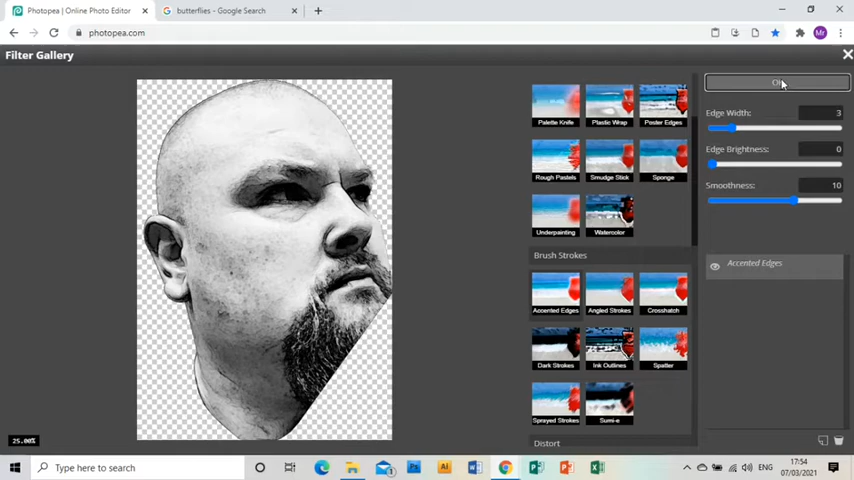 Photopea | Online Photo Editor
butterflies - Google Search
photopea.com
Mr
Filter Gallery
Palette Knife Plastic Wrap Poster Edges
OK
Edge Width: 3
Edge Brightness: 0
Rough Pastels Smudge Stick Sponge
Smoothness: 10
Underpainting Watercolor
Brush Strokes
Accented Edges
Accented Edges Angled Strokes Crosshatch
Dark Strokes Ink Outlines Spatter
Sprayed Strokes Sumi-e
Distort
25.00%
Type here to search
ENG
17:54
07/03/2021